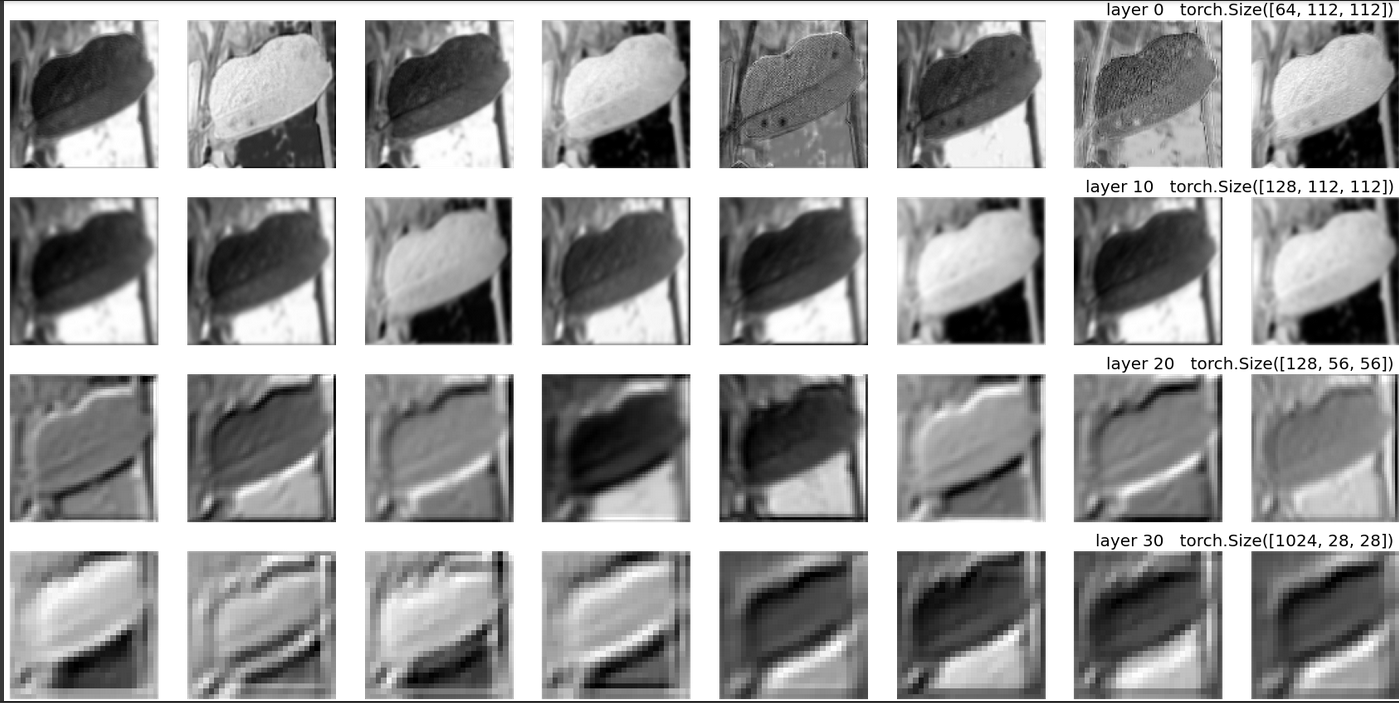 layer 0 torch.Size([64, 112, 112])
layer 10 torch.Size([128, 112, 112])
layer 20 torch.Size([128, 56, 56])
layer 30 torch.Size([1024, 28, 28])